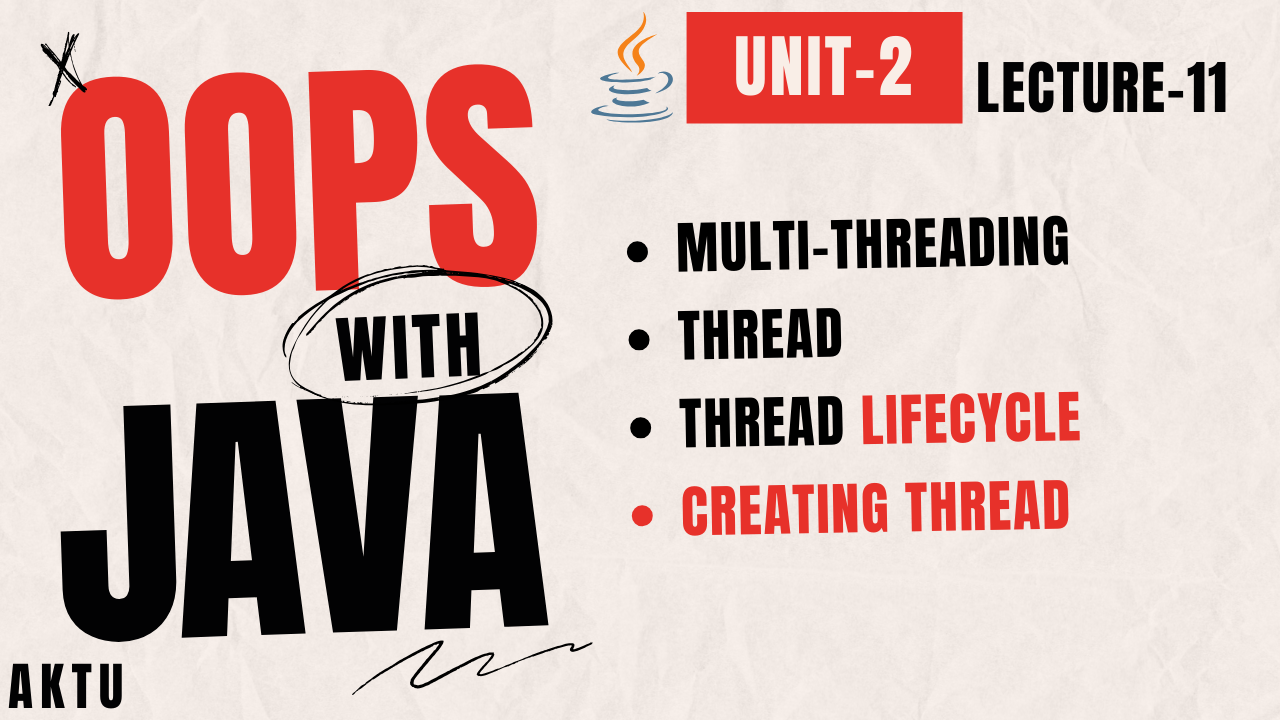 OOPS
WITH
JAVA
AKTU
UNIT-2
LECTURE-11
• MULTI-THREADING
• THREAD
• THREAD LIFECYCLE
• CREATING THREAD